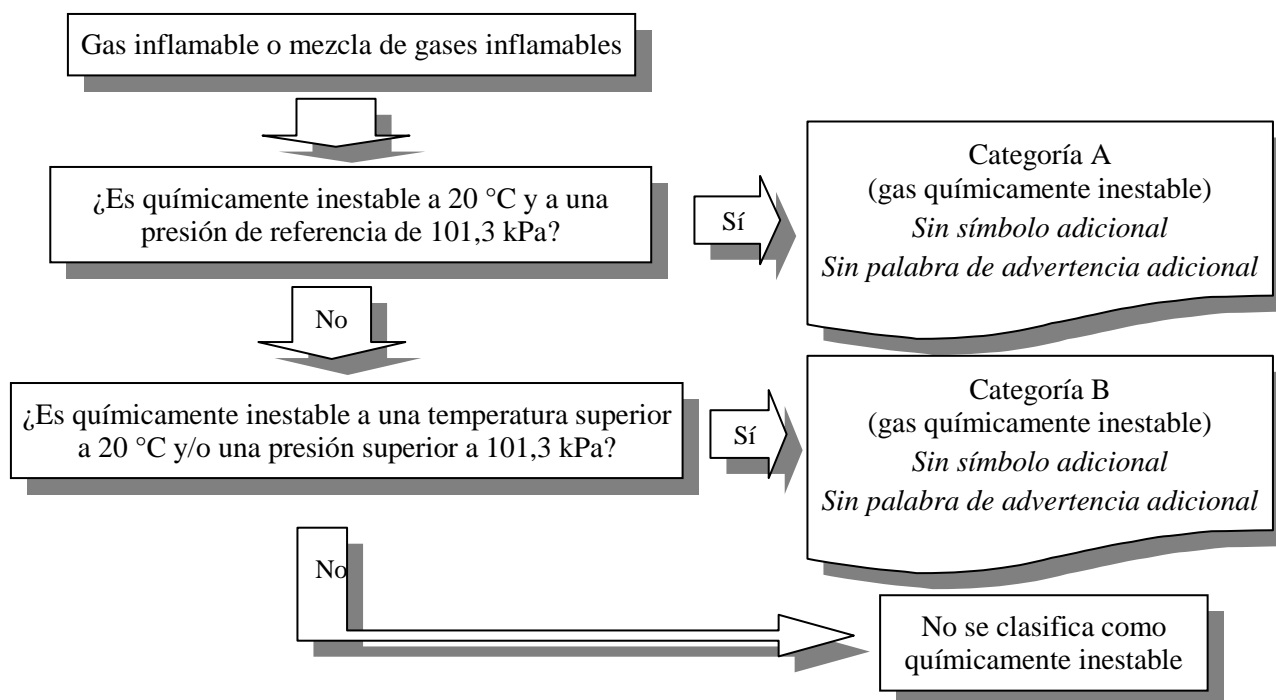 Gas inflamable o mezcla de gases inflamables
¿Es químicamente inestable a 20 °C y a una
presión de referencia de 101,3 kPa?
Sí
Categoría A
(gas químicamente inestable)
Sin símbolo adicional
Sin palabra de advertencia adicional
No
¿Es químicamente inestable a una temperatura superior
a 20 °C y/o una presión superior a 101,3 kPa?
Sí
Categoría B
(gas químicamente inestable)
Sin símbolo adicional
Sin palabra de advertencia adicional
No
No se clasifica como
químicamente inestable